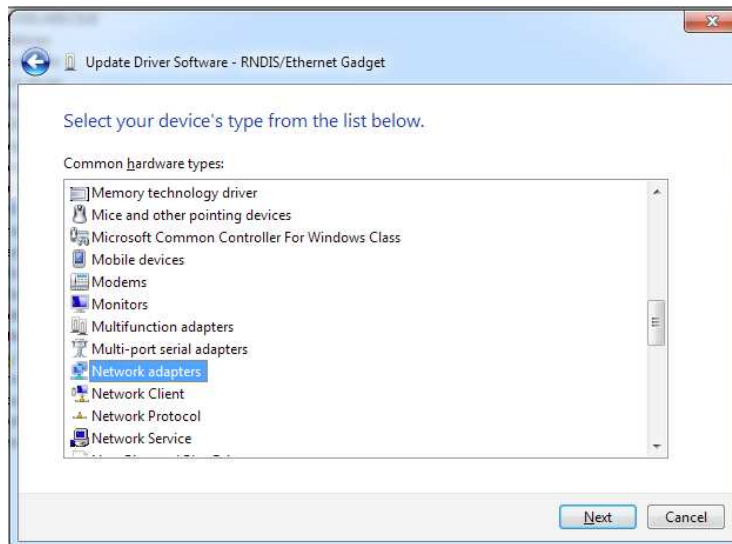 Update Driver Software - RNDIS/Ethernet Gadget
Select your device's type from the list below.
Common hardware types:
Memory technology driver
Mice and other pointing devices
Microsoft Common Controller For Windows Class
Mobile devices
Modems
Monitors
Multifunction adapters
Multi-port serial adapters
Network adapters
Network Client
Network Protocol
Network Service
Next Cancel